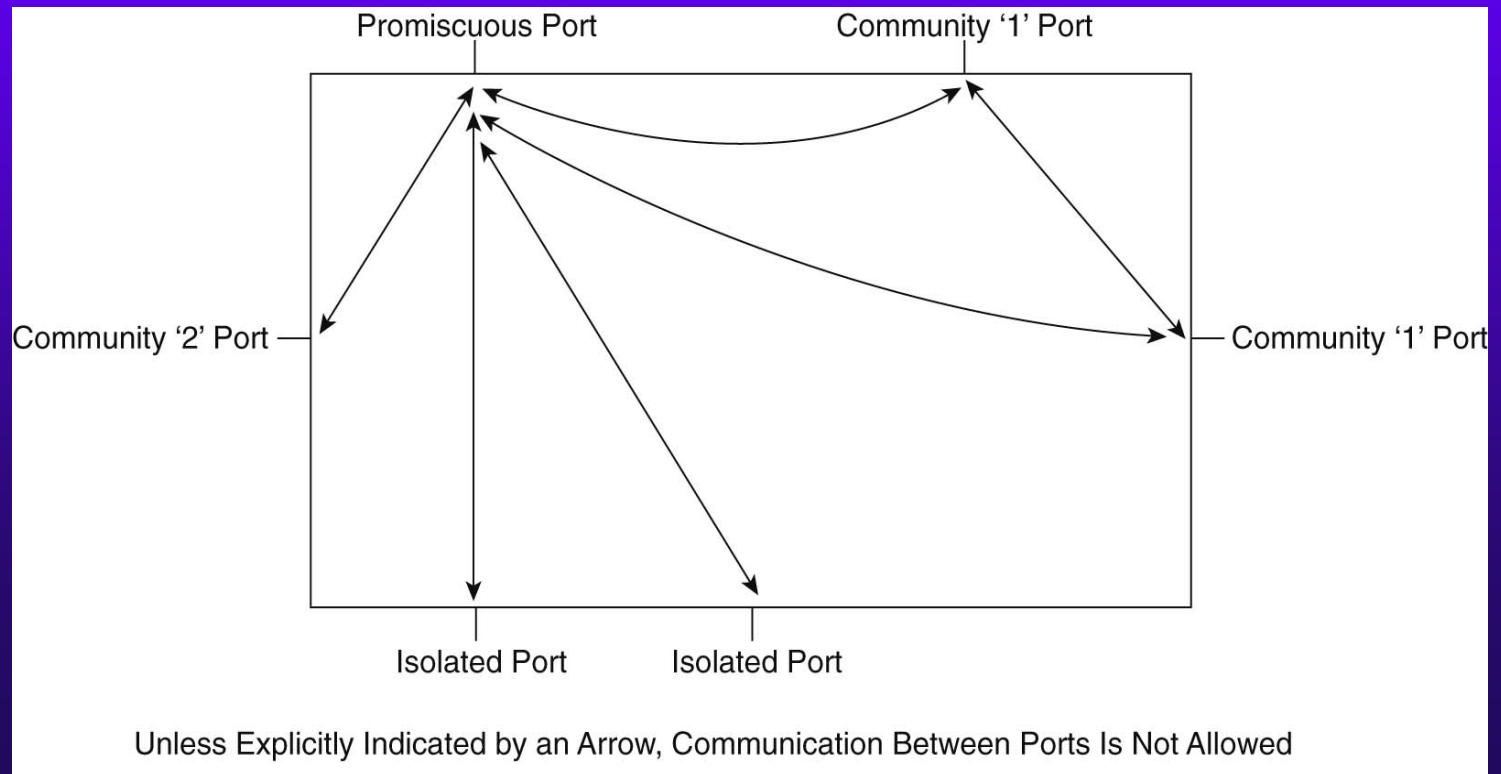 Promiscuous Port
Community ‘1’ Port
Community ‘2’ Port
Community ‘1’ Port
Isolated Port
Isolated Port
Unless Explicitly Indicated by an Arrow, Communication Between Ports Is Not Allowed